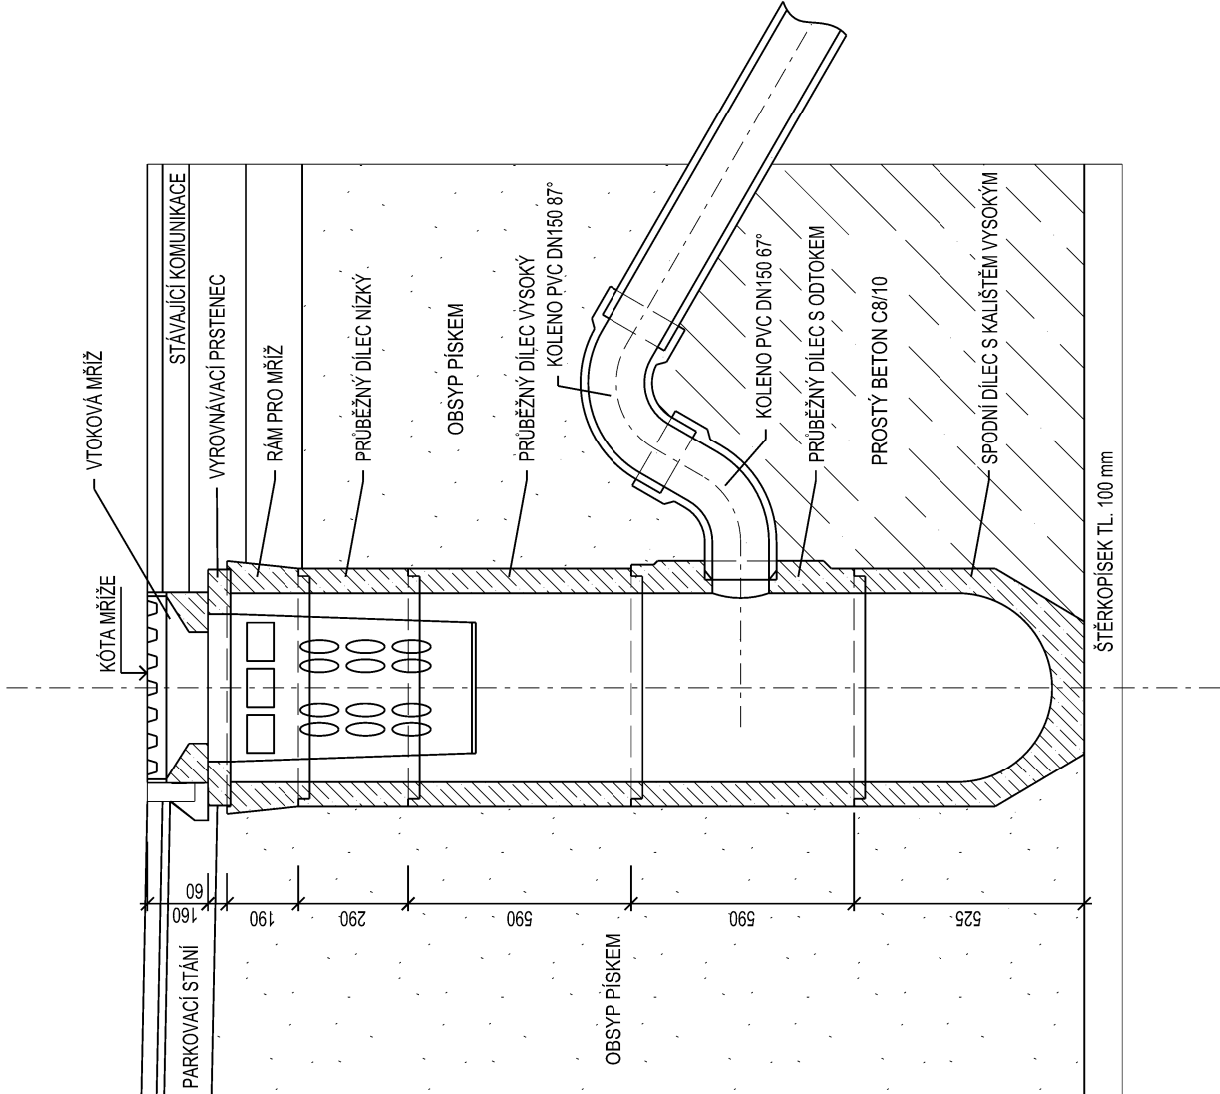 KÓTA MŘÍŽE
VTOKOVÁ MŘÍŽ
STÁVAJÍCÍ KOMUNIKACE
VYROVNÁVACÍ PRSTENEC
RÁM PRO MŘÍŽ
PRŮBĚŽNÝ DÍLEC NÍZKÝ
OBSYP PÍSKEM
PRŮBĚŽNÝ DÍLEC VYSOKÝ
KOLENO PVC DN150 87°
KOLENO PVC DN150 67°
PRŮBĚŽNÝ DÍLEC S ODTOKEM
PROSTÝ BETON C8/10
SPODNÍ DÍLEC S KALIŠTĚM VYSOKÝM
ŠTĚRKOPÍSEK TL. 100 mm
PARKOVACÍ STÁNÍ
160
60
190
290
590
590
525
OBSYP PÍSKEM